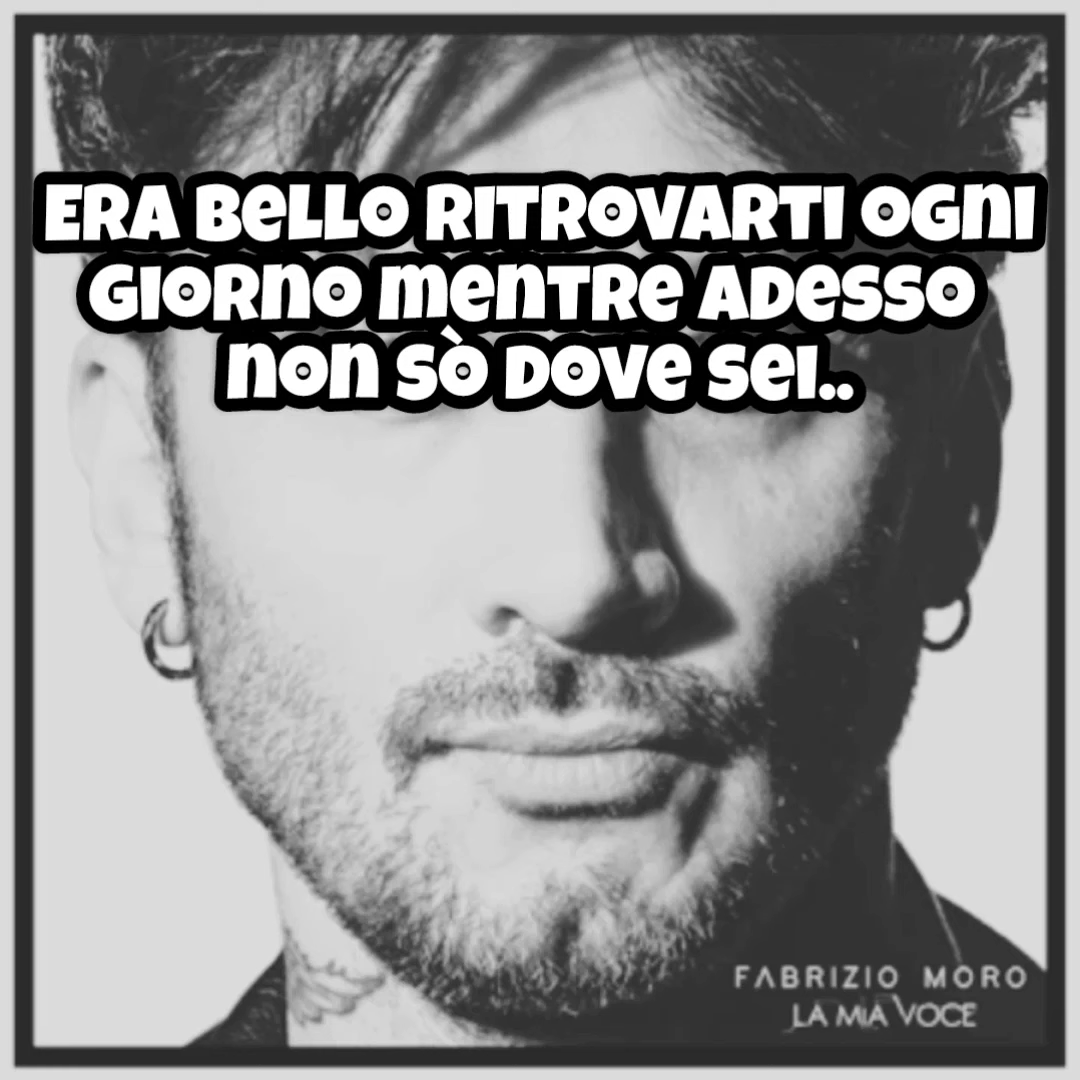 ERA BELLO RITROVARTI OGNI
GIORNO MENTRE ADESSO
NON SÒ DOVE SEI..
FABRIZIO MORO
LA MIA VOCE